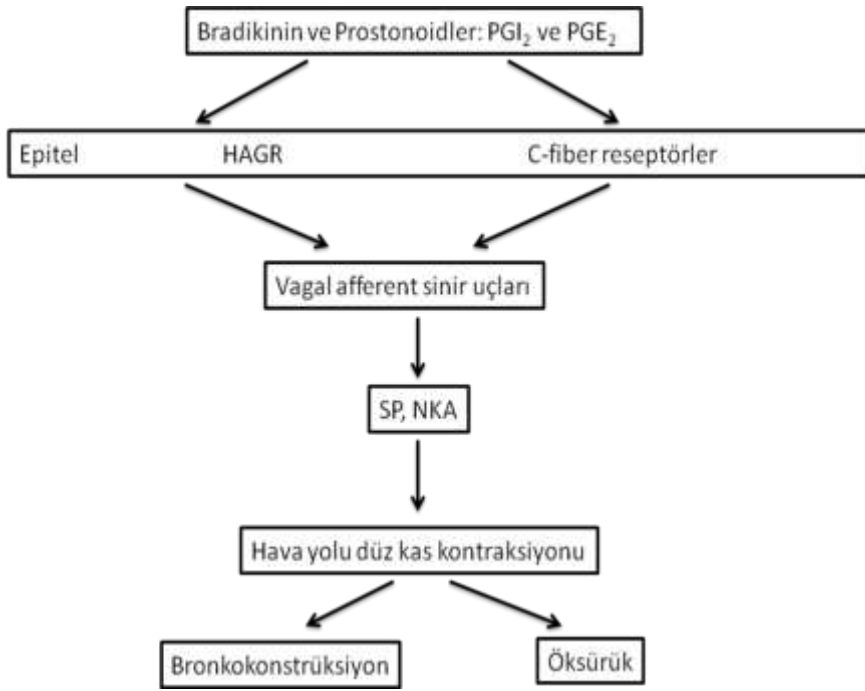 Bradikinin ve Prostonoidler: PGI₂ ve PGE₂
Epitel HAGR C-fiber reseptörler
Vagal afferent sinir uçları
SP, NKA
Hava yolu düz kas kontraksiyonu
Bronkokonstrüksiyon Öksürük